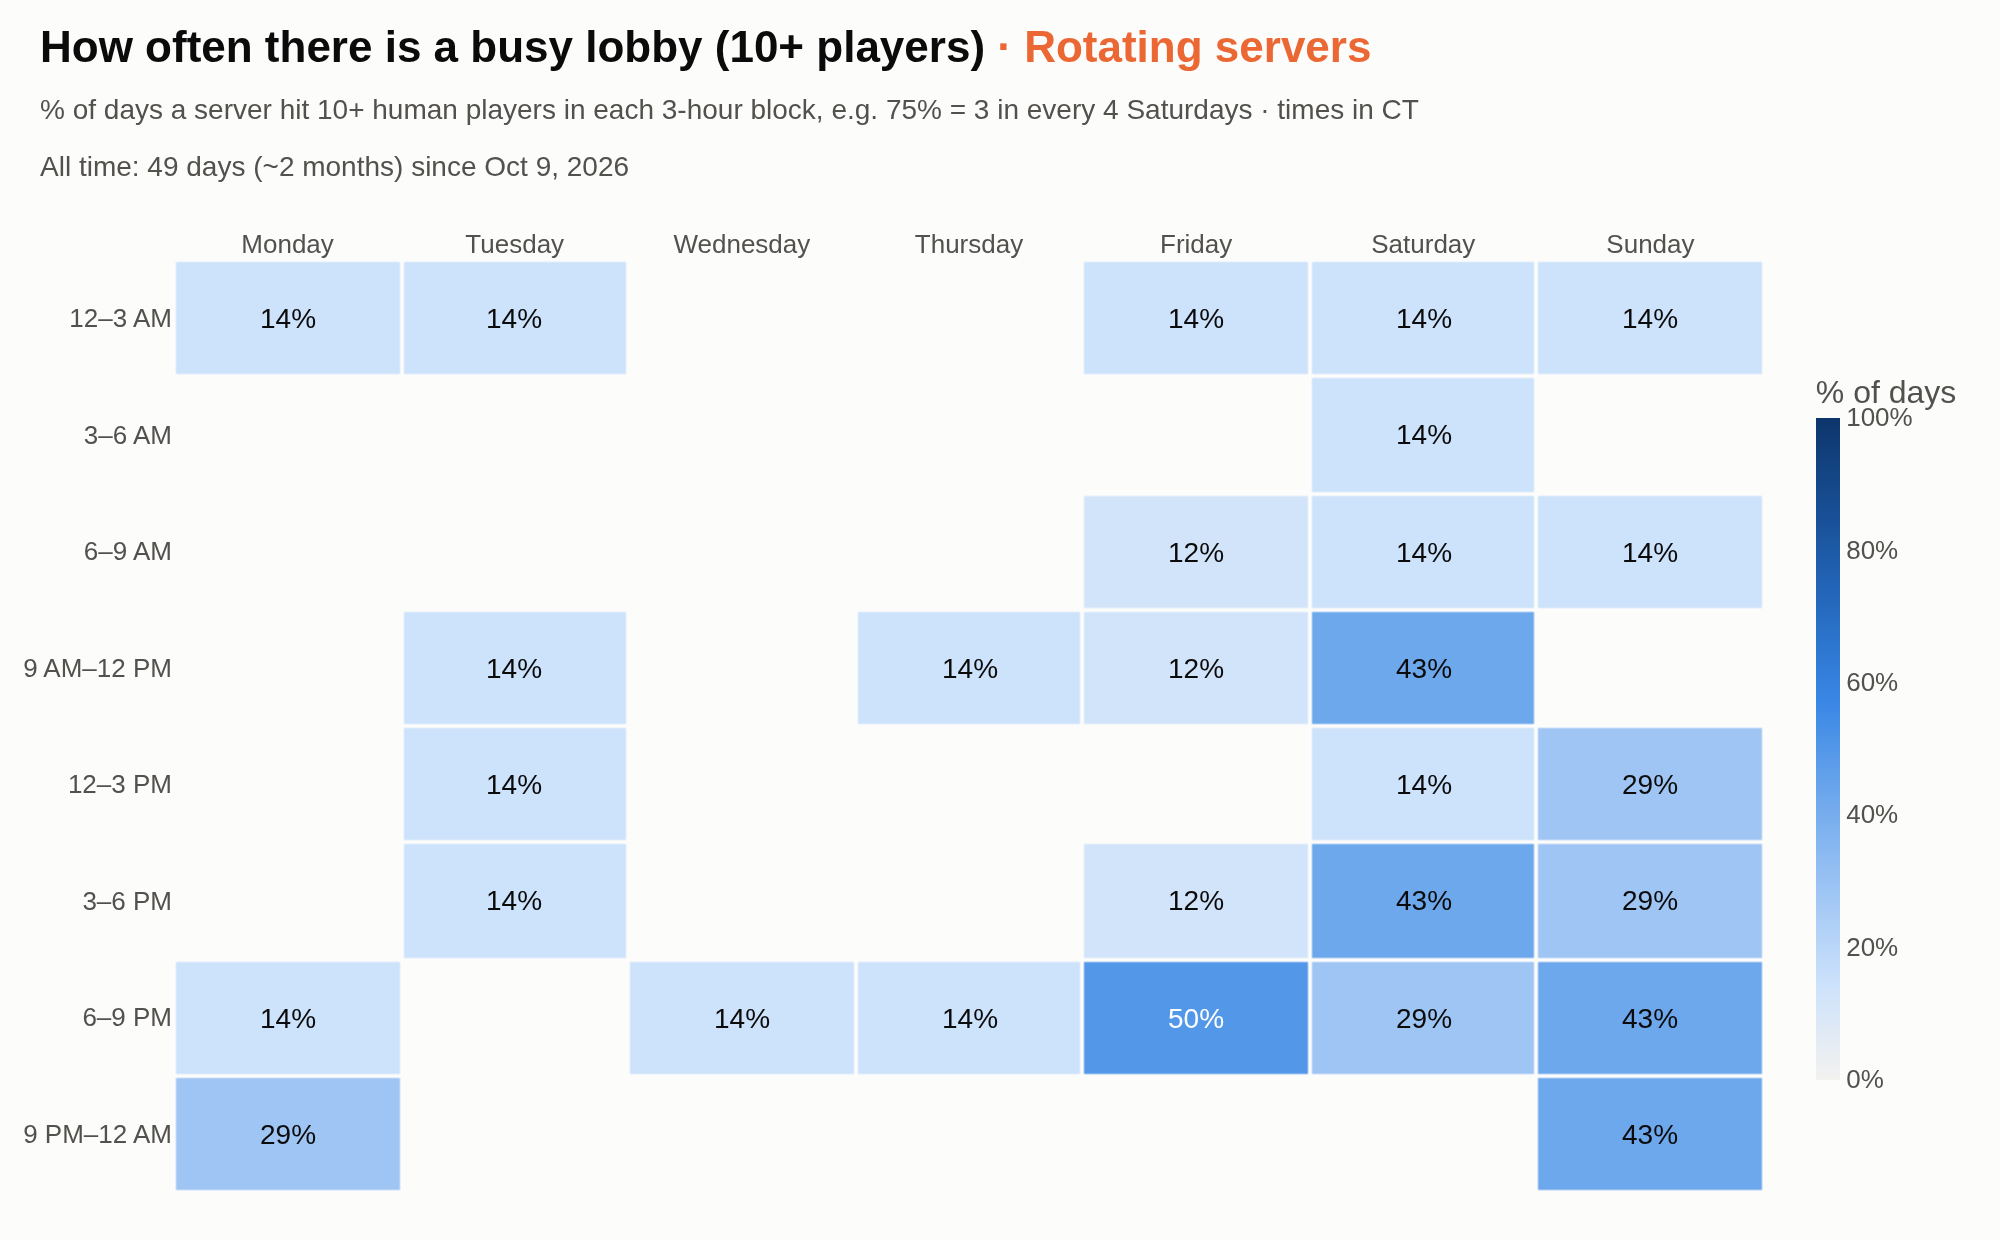 How often there is a busy lobby (10+ players) · Rotating servers
% of days a server hit 10+ human players in each 3-hour block, e.g. 75% = 3 in every 4 Saturdays · times in CT
All time: 49 days (~2 months) since Oct 9, 2026
Monday Tuesday Wednesday Thursday Friday Saturday Sunday
12–3 AM 14% 14% 14% 14% 14%
3–6 AM 14%
6–9 AM 12% 14% 14%
9 AM–12 PM 14% 14% 12% 43%
12–3 PM 14% 14% 29%
3–6 PM 14% 12% 43% 29%
6–9 PM 14% 14% 14% 50% 29% 43%
9 PM–12 AM 29% 43%
% of days
100%
80%
60%
40%
20%
0%